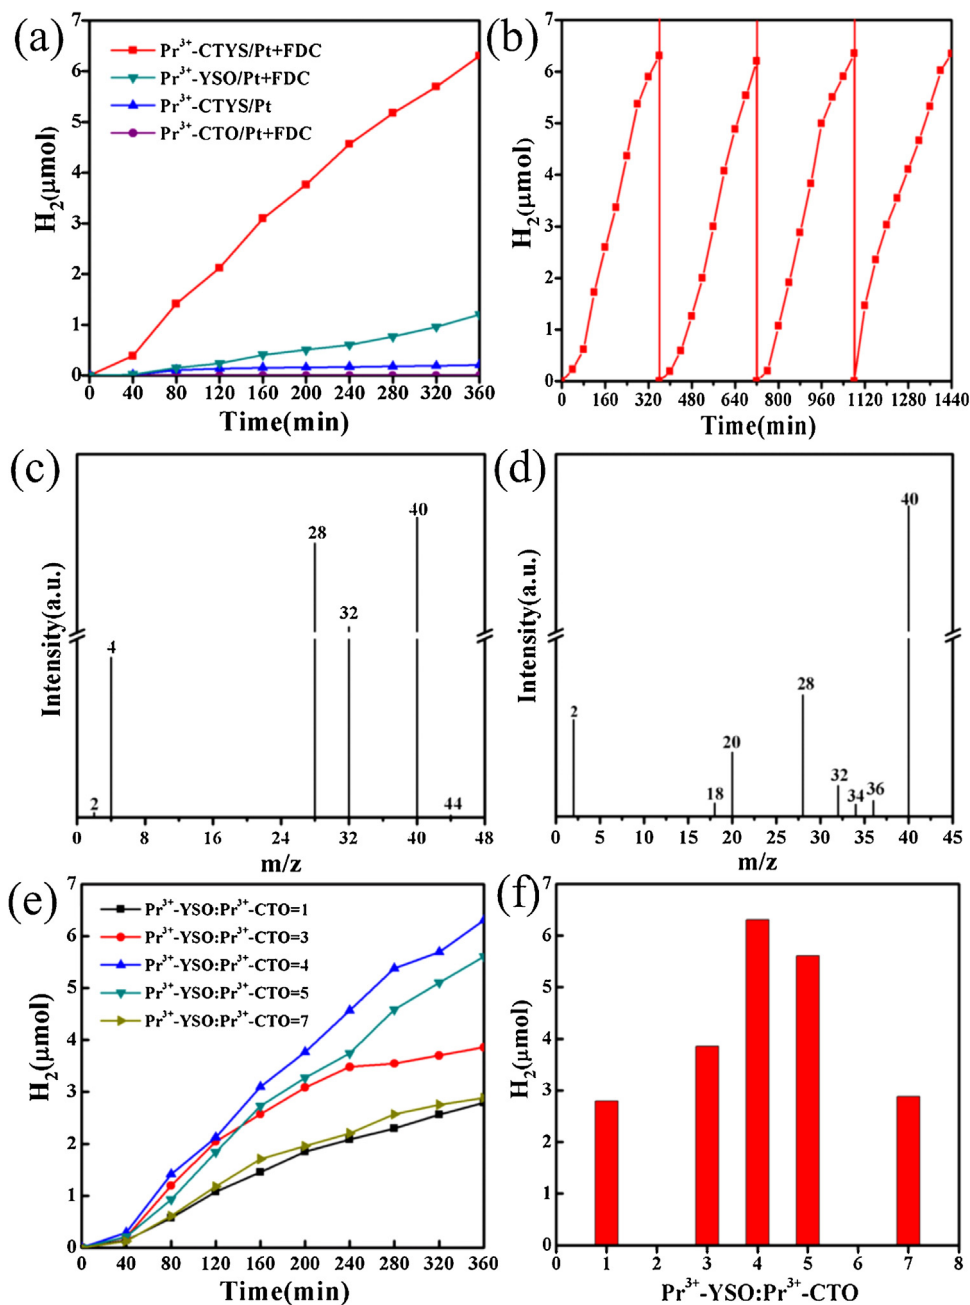 (a)
Pr³⁺-CTYS/Pt+FDC
Pr³⁺-YSO/Pt+FDC
Pr³⁺-CTYS/Pt
Pr³⁺-CTO/Pt+FDC
H₂(μmol)
7
6
5
4
3
2
1
0
0 40 80 120 160 200 240 280 320 360
Time(min)
(b)
H₂(μmol)
7
6
5
4
3
2
1
0
0 160 320 480 640 800 960 1120 1280 1440
Time(min)
(c)
Intensity(a.u.)
2
4
28
32
40
44
0 8 16 24 32 40 48
m/z
(d)
Intensity(a.u.)
2
18
20
28
32
34
36
40
0 5 10 15 20 25 30 35 40 45
m/z
(e)
Pr³⁺-YSO:Pr³⁺-CTO=1
Pr³⁺-YSO:Pr³⁺-CTO=3
Pr³⁺-YSO:Pr³⁺-CTO=4
Pr³⁺-YSO:Pr³⁺-CTO=5
Pr³⁺-YSO:Pr³⁺-CTO=7
H₂(μmol)
7
6
5
4
3
2
1
0
0 40 80 120 160 200 240 280 320 360
Time(min)
(f)
H₂(μmol)
7
6
5
4
3
2
1
0
0 1 2 3 4 5 6 7 8
Pr³⁺-YSO:Pr³⁺-CTO